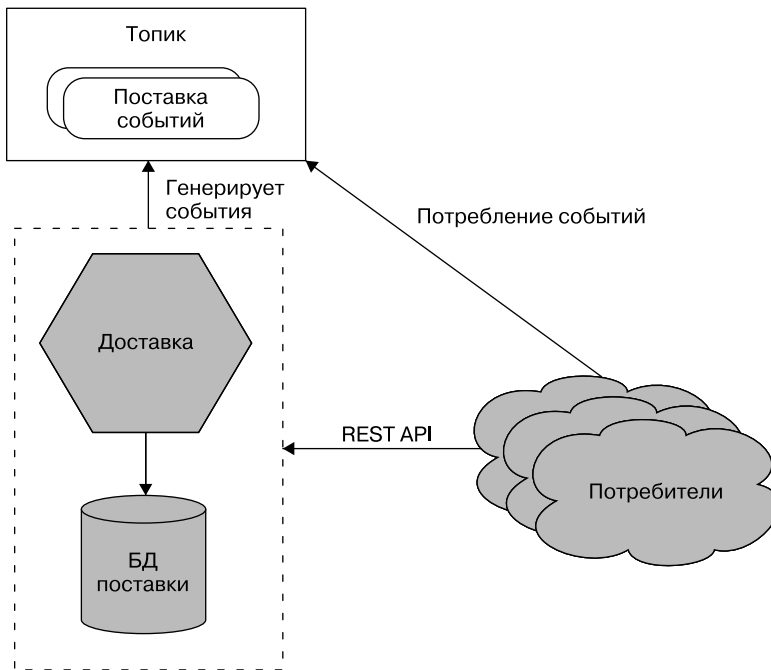 Топик
Поставка
событий
Генерирует
события
Потребление событий
Доставка
REST API
Потребители
БД
поставки